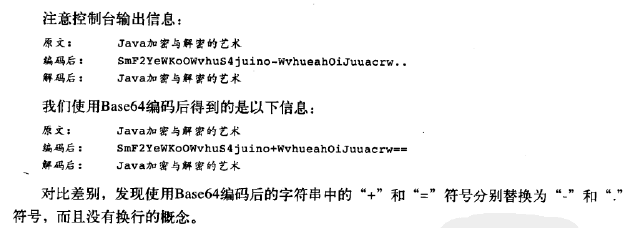 注意控制台输出信息：
原文： Java加密与解密的艺术
编码后： SmF2YeWKoOWvhuS4juino-WvhueahOiJuuacrw..
解码后： Java加密与解密的艺术
我们使用Base64编码后得到的是以下信息：
原文： Java加密与解密的艺术
编码后： SmF2YeWKoOWvhuS4juino+WvhueahOiJuuacrw==
解码后： Java加密与解密的艺术
对比差别，发现使用Base64编码后的字符串中的“+”和“=”符号分别替换为“-”和“.”
符号，而且没有换行的概念。